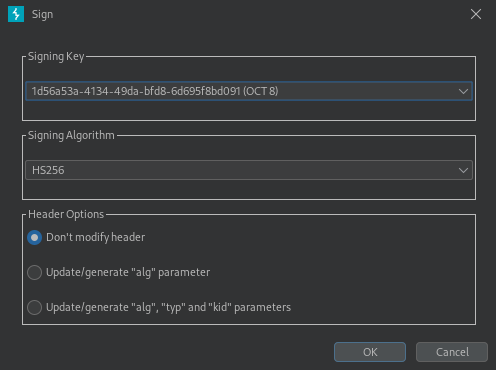 Sign
Signing Key
1d56a53a-4134-49da-bfd8-6d695f8bd091 (OCT 8)
Signing Algorithm
HS256
Header Options
Don't modify header
Update/generate "alg" parameter
Update/generate "alg", "typ" and "kid" parameters
OK
Cancel